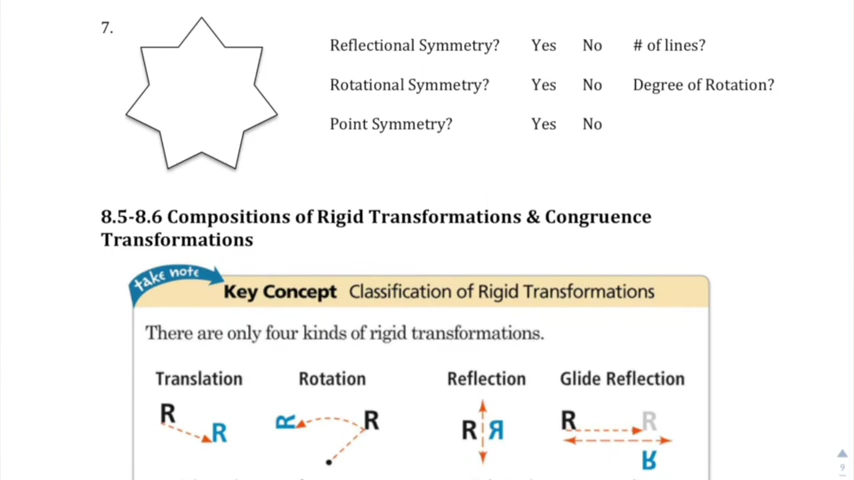 7.
Reflectional Symmetry? Yes No # of lines?
Rotational Symmetry? Yes No Degree of Rotation?
Point Symmetry? Yes No
8.5-8.6 Compositions of Rigid Transformations & Congruence
Transformations
take note
Key Concept Classification of Rigid Transformations
There are only four kinds of rigid transformations.
Translation Rotation Reflection Glide Reflection
R R R R R R R R
R R
9